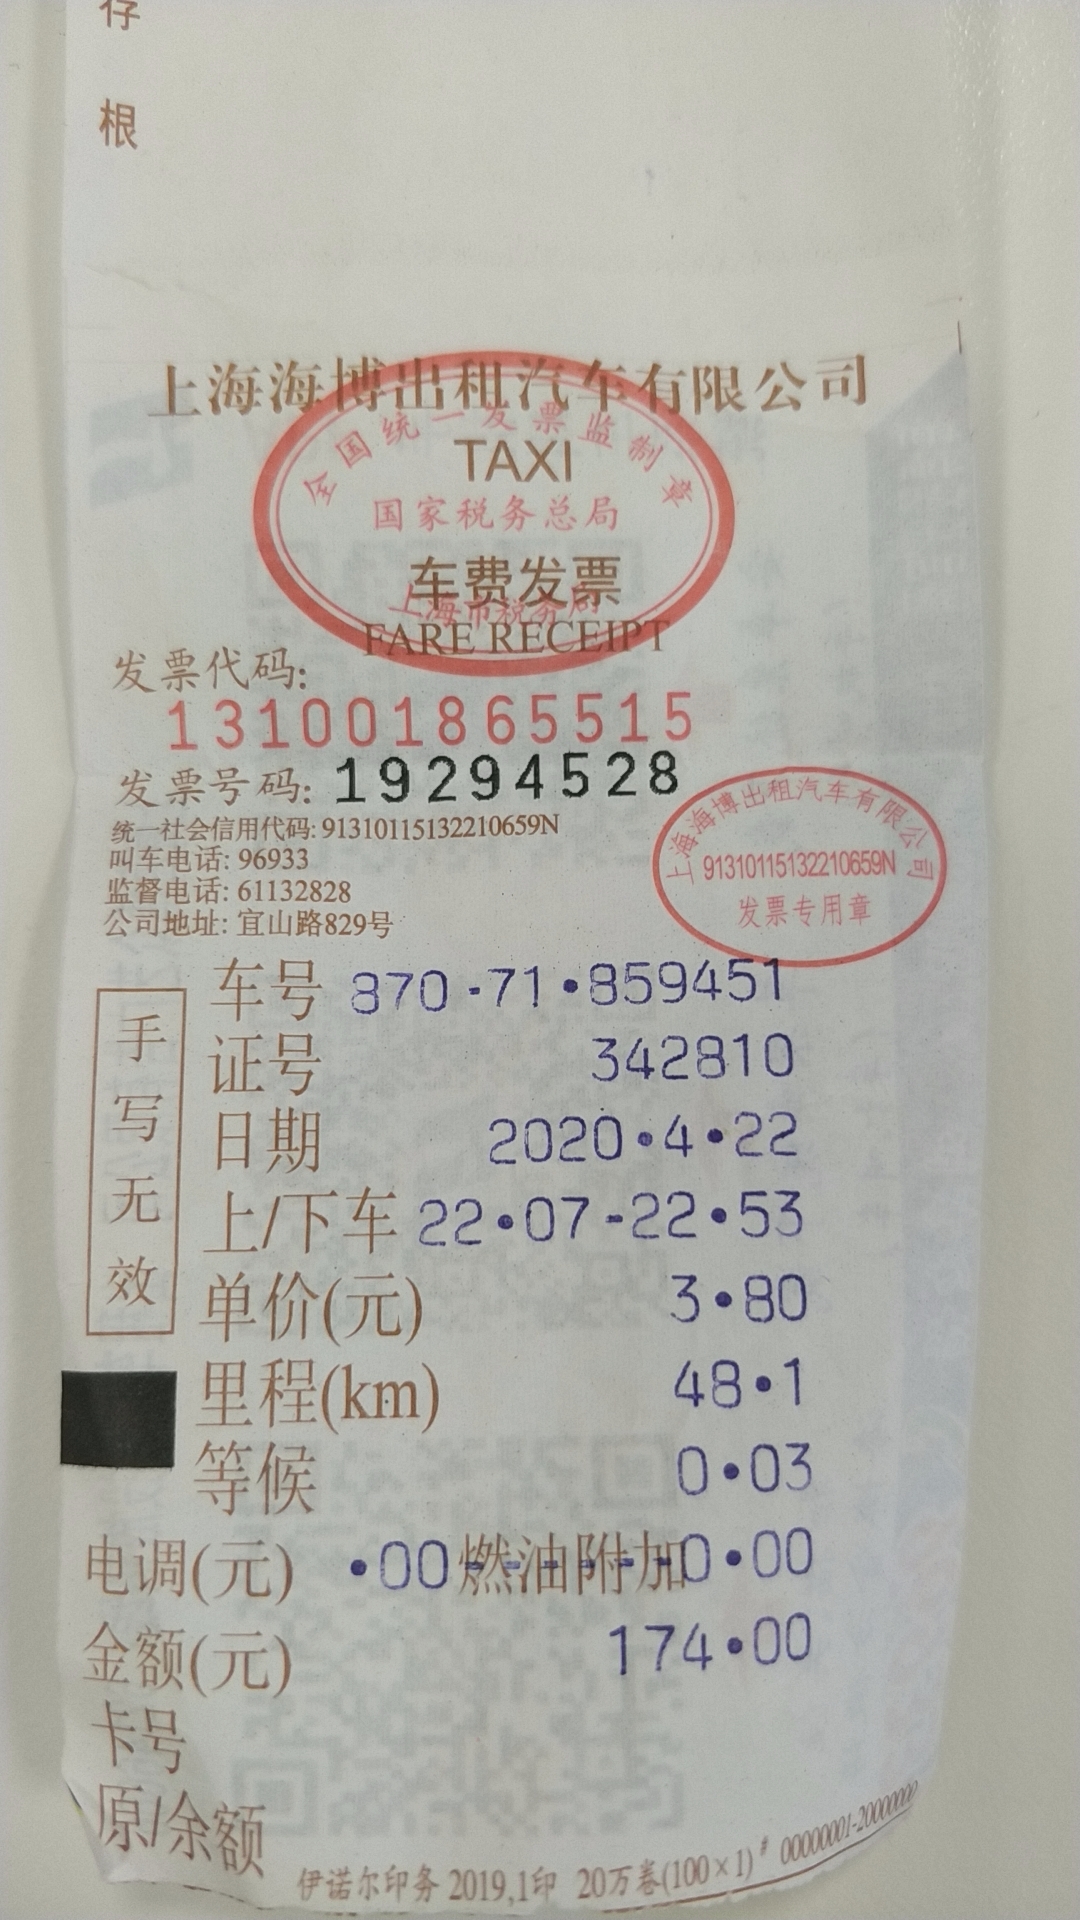 存
根
上海海博出租汽车有限公司
全国统一发票监制章
TAXI
国家税务总局
车费发票
上海市税务局
FARE RECEIPT
发票代码:
131001865515
发票号码: 19294528
统一社会信用代码: 91310115132210659N
叫车电话: 96933
监督电话: 61132828
公司地址: 宜山路829号
上海海博出租汽车有限公司
91310115132210659N
发票专用章
手写无效
车号 870-71•859451
证号 342810
日期 2020•4•22
上/下车 22•07-22•53
单价(元) 3•80
里程(km) 48•1
等候 0•03
电调(元) •00 燃油附加 0•00
金额(元) 174•00
卡号
原/余额
伊诺尔印务 2019,1印 20万卷(100×1)# 00000001-20000000